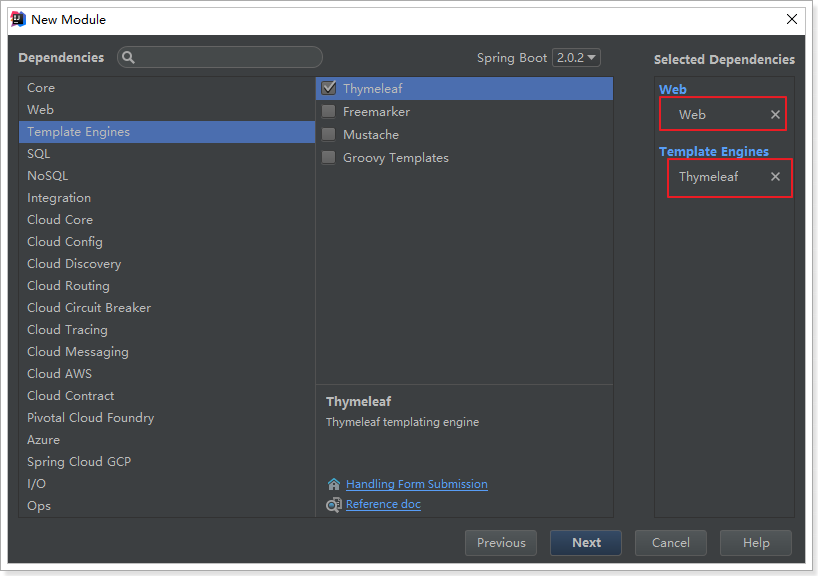 New Module
Dependencies
Spring Boot 2.0.2
Selected Dependencies
Core
Web
Template Engines
SQL
NoSQL
Integration
Cloud Core
Cloud Config
Cloud Discovery
Cloud Routing
Cloud Circuit Breaker
Cloud Tracing
Cloud Messaging
Cloud AWS
Cloud Contract
Pivotal Cloud Foundry
Azure
Spring Cloud GCP
I/O
Ops
Thymeleaf
Freemarker
Mustache
Groovy Templates
Thymeleaf
Thymeleaf templating engine
Handling Form Submission
Reference doc
Web
Web
Template Engines
Thymeleaf
Previous
Next
Cancel
Help